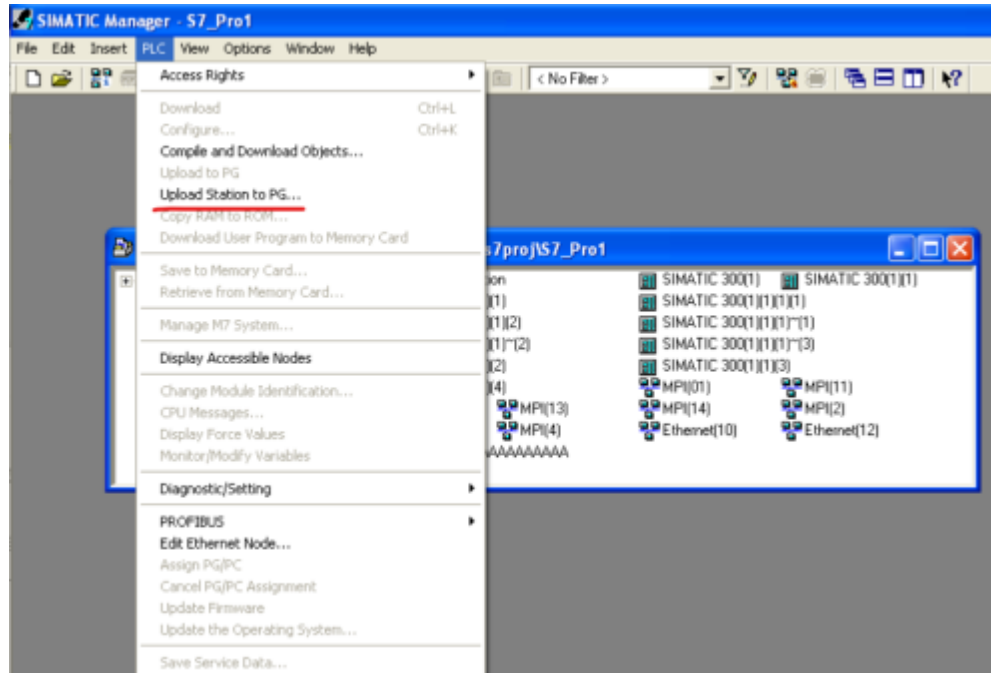 SIMATIC Manager - S7_Pro1
File Edit Insert PLC View Options Window Help
< No Filter >
Access Rights
Download Ctrl+L
Configure... Ctrl+K
Compile and Download Objects...
Upload to PG
Upload Station to PG...
Copy RAM to ROM...
Download User Program to Memory Card
Save to Memory Card...
Retrieve from Memory Card...
Manage M7 System...
Display Accessible Nodes
Change Module Identification...
CPU Messages...
Display Force Values
Monitor/Modify Variables
Diagnostic/Setting
PROFIBUS
Edit Ethernet Node...
Assign PG/PC
Cancel PG/PC Assignment
Update Firmware
Update the Operating System...
Save Service Data...
s7proj\S7_Pro1
SIMATIC 300(1) SIMATIC 300(1)(1)
(1) SIMATIC 300(1)(1)(1)(1)
(1)(2) SIMATIC 300(1)(1)(1)~(1)
(1)~(2) SIMATIC 300(1)(1)(1)~(3)
(2) SIMATIC 300(1)(1)(3)
(4) MPI(01) MPI(11)
MPI(13) MPI(14) MPI(2)
MPI(4) Ethernet(10) Ethernet(12)